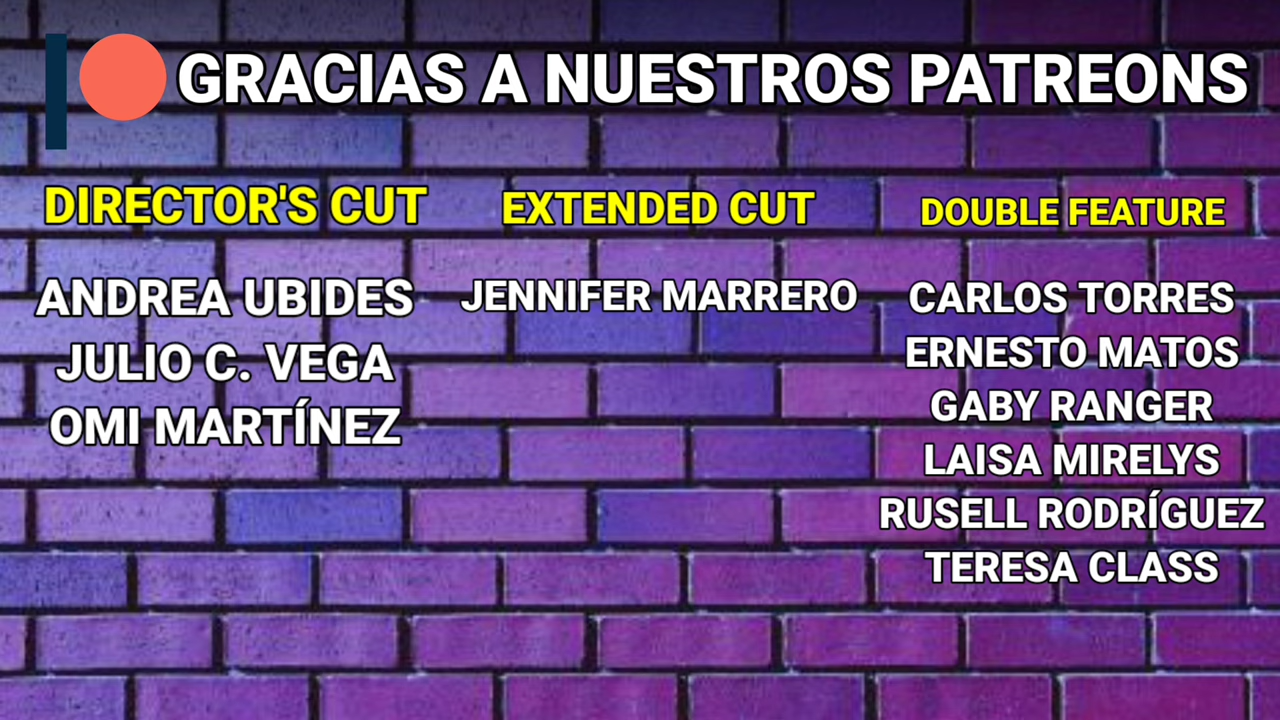 GRACIAS A NUESTROS PATREONS
DIRECTOR'S CUT
ANDREA UBIDES
JULIO C. VEGA
OMI MARTÍNEZ
EXTENDED CUT
JENNIFER MARRERO
DOUBLE FEATURE
CARLOS TORRES
ERNESTO MATOS
GABY RANGER
LAISA MIRELYS
RUSELL RODRÍGUEZ
TERESA CLASS